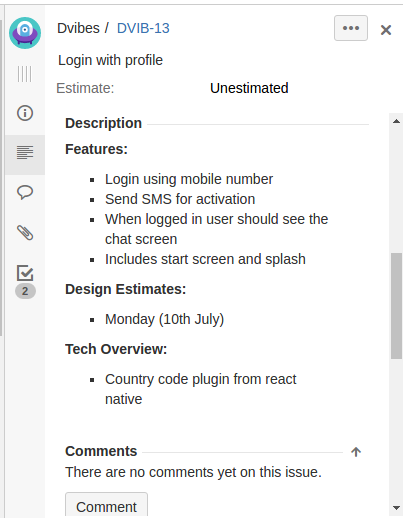 Dvibes / DVIB-13
Login with profile
Estimate: Unestimated
Description
Features:
Login using mobile number
Send SMS for activation
When logged in user should see the
chat screen
Includes start screen and splash
Design Estimates:
Monday (10th July)
Tech Overview:
Country code plugin from react
native
2
Comments
There are no comments yet on this issue.
Comment